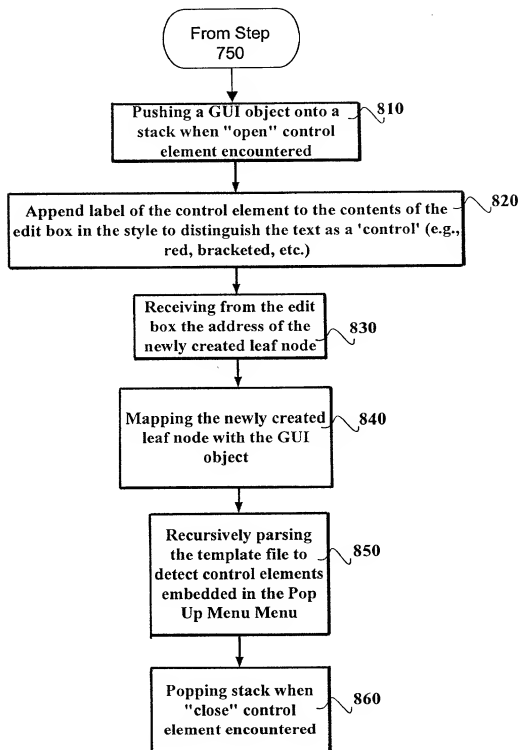 From Step
750
Pushing a GUI object onto a
stack when "open" control
element encountered
810
Append label of the control element to the contents of the
edit box in the style to distinguish the text as a 'control' (e.g.,
red, bracketed, etc.)
820
Receiving from the edit
box the address of the
newly created leaf node
830
Mapping the newly created
leaf node with the GUI
object
840
Recursively parsing
the template file to
detect control elements
embedded in the Pop
Up Menu Menu
850
Popping stack when
"close" control
element encountered
860